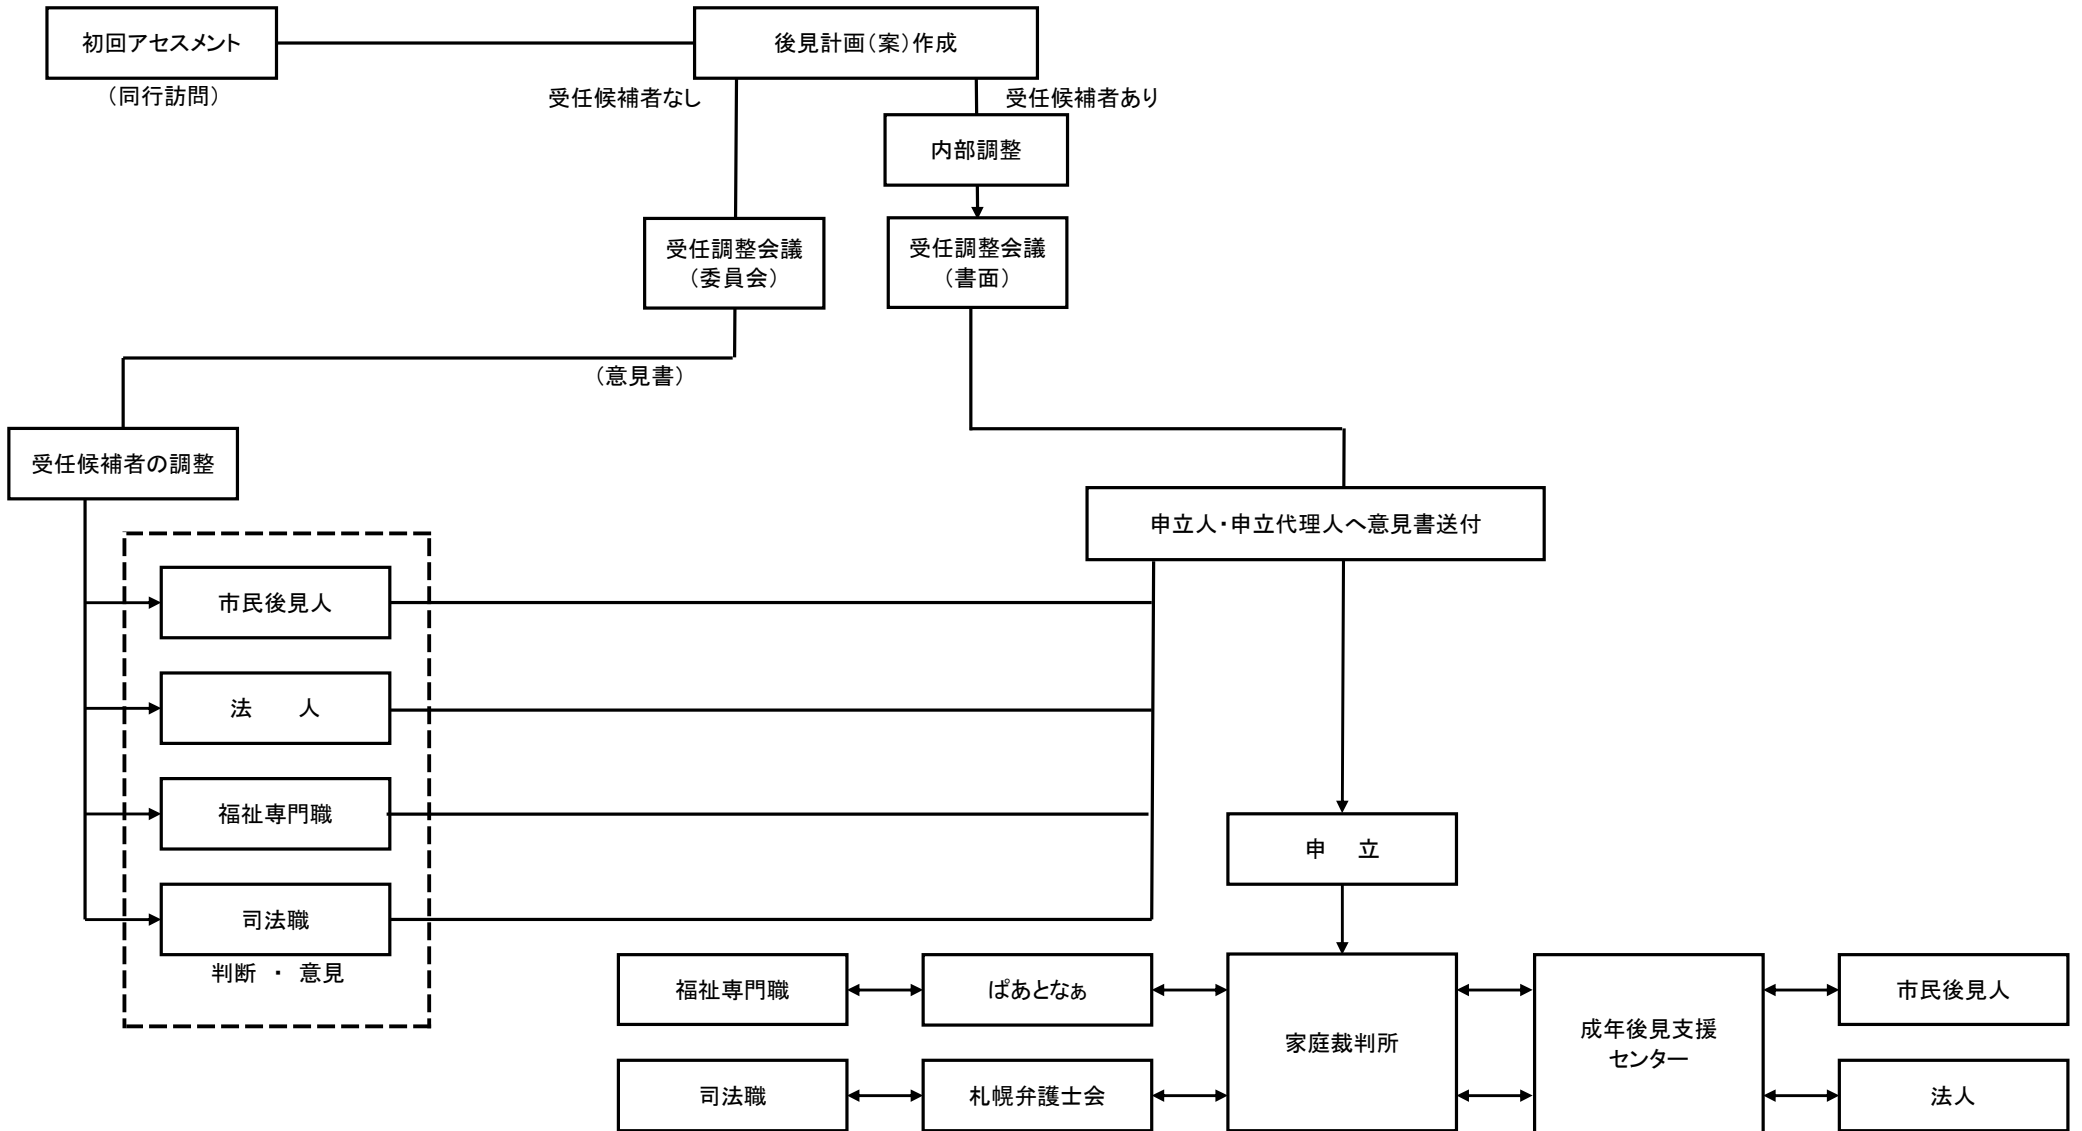 初回アセスメント
後見計画（案）作成
（同行訪問）
受任候補者なし
受任候補者あり
内部調整
受任調整会議
（委員会）
受任調整会議
（書面）
（意見書）
受任候補者の調整
申立人・申立代理人へ意見書送付
市民後見人
法　　人
福祉専門職
司法職
判断 ・ 意見
申　立
福祉専門職
ぱあとなぁ
家庭裁判所
成年後見支援
センター
市民後見人
司法職
札幌弁護士会
法人